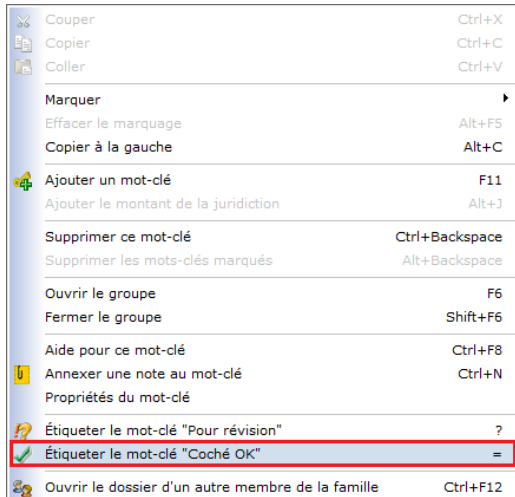 Couper Ctrl+X
Copier Ctrl+C
Coller Ctrl+V
Marquer
Effacer le marquage Alt+F5
Copier à la gauche Alt+C
Ajouter un mot-clé F11
Ajouter le montant de la juridiction Alt+J
Supprimer ce mot-clé Ctrl+Backspace
Supprimer les mots-clés marqués Alt+Backspace
Ouvrir le groupe F6
Fermer le groupe Shift+F6
Aide pour ce mot-clé Ctrl+F8
Annexer une note au mot-clé Ctrl+N
Propriétés du mot-clé
Étiqueter le mot-clé "Pour révision" ?
Étiqueter le mot-clé "Coché OK" =
Ouvrir le dossier d'un autre membre de la famille Ctrl+F12